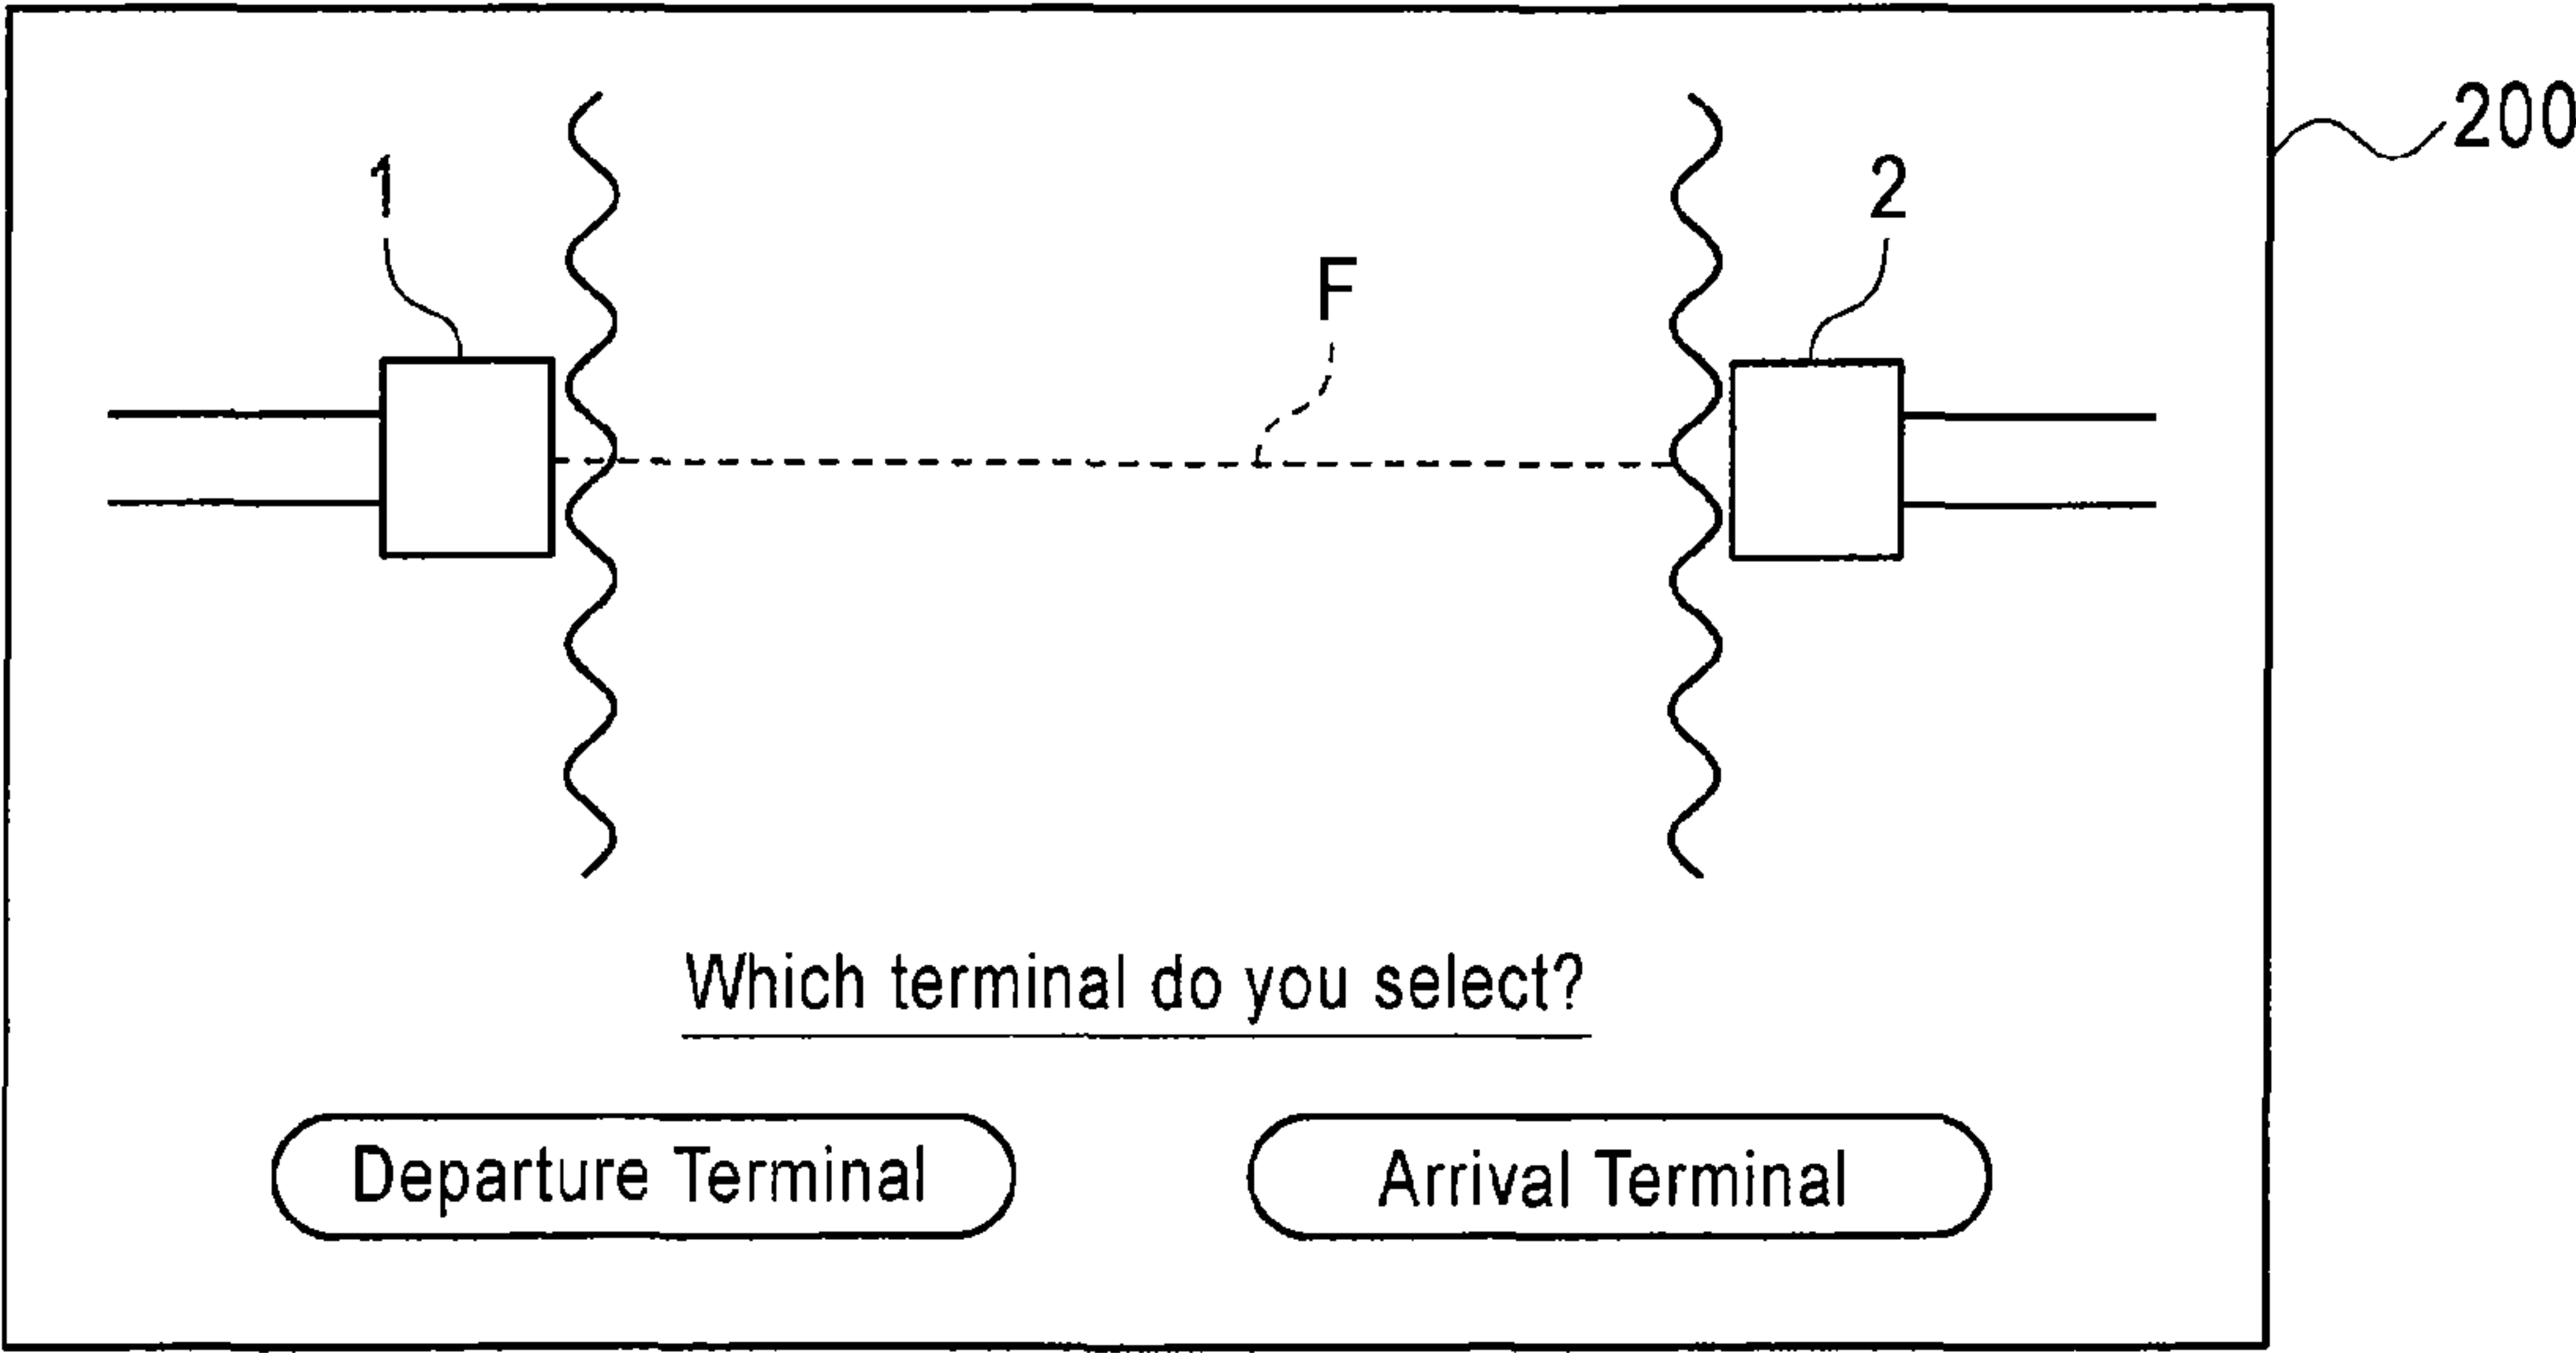 200
1
2
F
Which terminal do you select?
Departure Terminal
Arrival Terminal